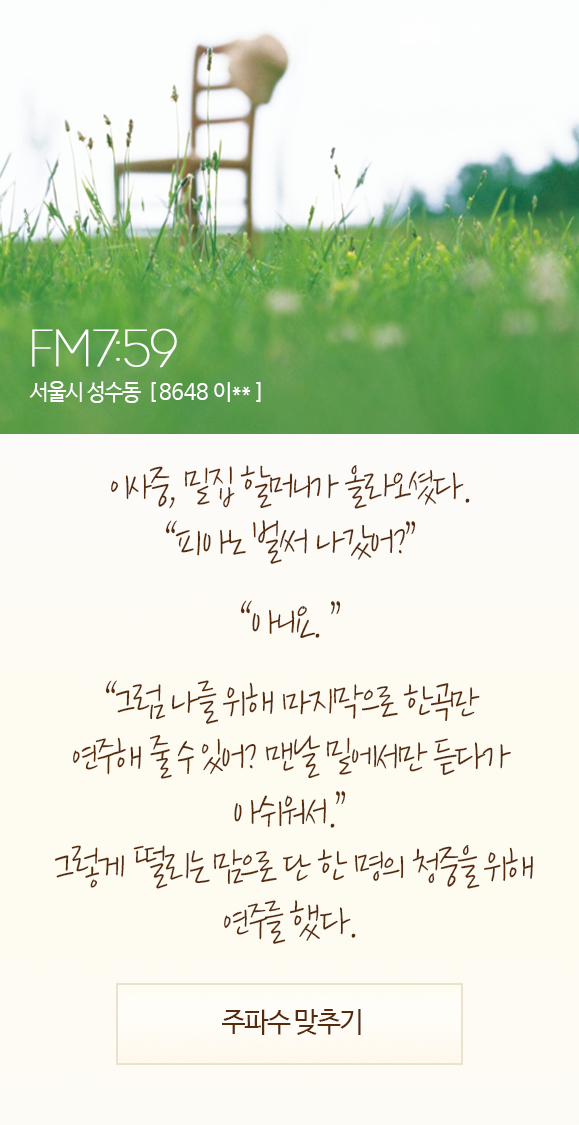 FM7:59
서울시 성수동 [ 8648 이** ]
이사중, 밑집 할머니가 올라오셨다.
“피아노 벌써 나갔어?”
“아니요. ”
“그럼 나를 위해 마지막으로 한곡만
연주해 줄 수 있어? 맨날 밑에서만 듣다가
아쉬워서.”
그렇게 떨리는 맘으로 단 한 명의 청중을 위해
연주를 했다.
주파수 맞추기